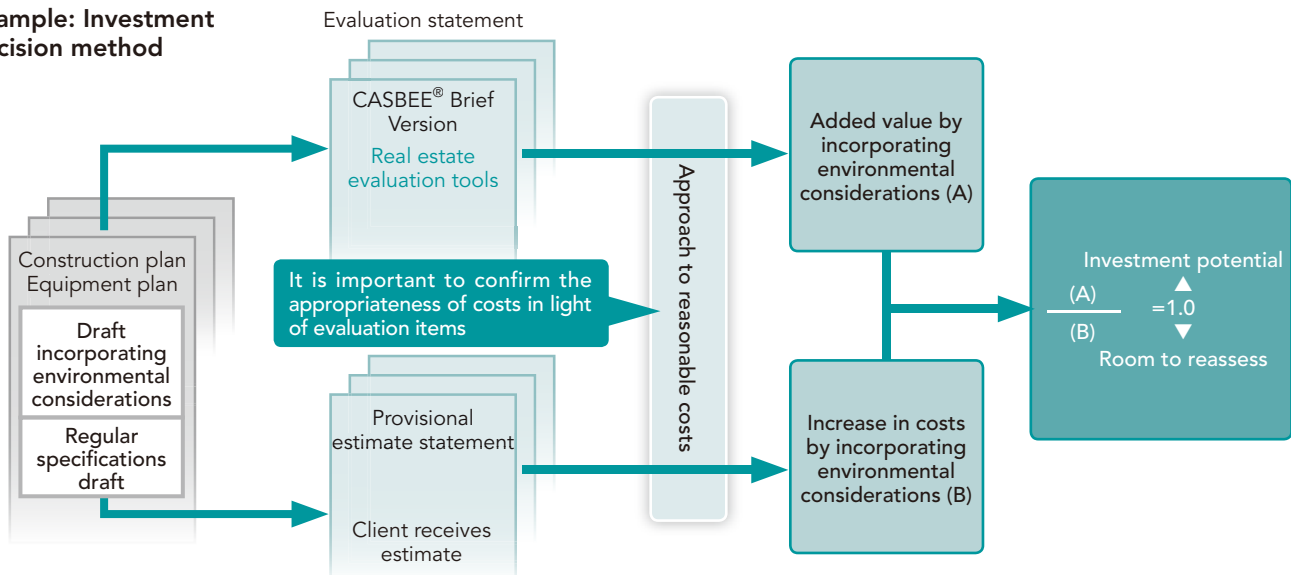 ample: Investment
cision method
Evaluation statement
CASBEE® Brief
Version
Real estate
evaluation tools
Construction plan
Equipment plan
Draft
incorporating
environmental
considerations
Regular
specifications
draft
It is important to confirm the
appropriateness of costs in light
of evaluation items
Provisional
estimate statement
Client receives
estimate
Approach to reasonable costs
Added value by
incorporating
environmental
considerations (A)
Increase in costs
by incorporating
environmental
considerations (B)
Investment potential
▲
(A)
=1.0
(B)
▼
Room to reassess